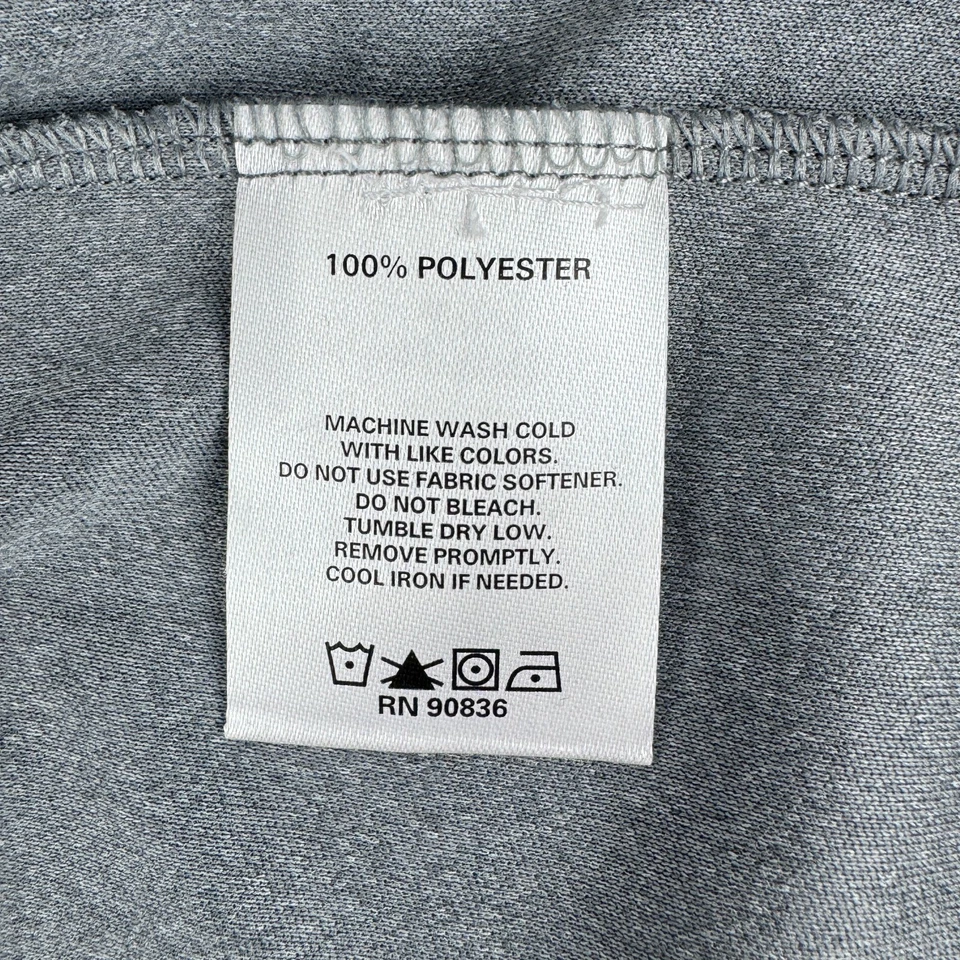 100% POLYESTER
MACHINE WASH COLD
WITH LIKE COLORS.
DO NOT USE FABRIC SOFTENER.
DO NOT BLEACH.
TUMBLE DRY LOW.
REMOVE PROMPTLY.
COOL IRON IF NEEDED.
RN 90836